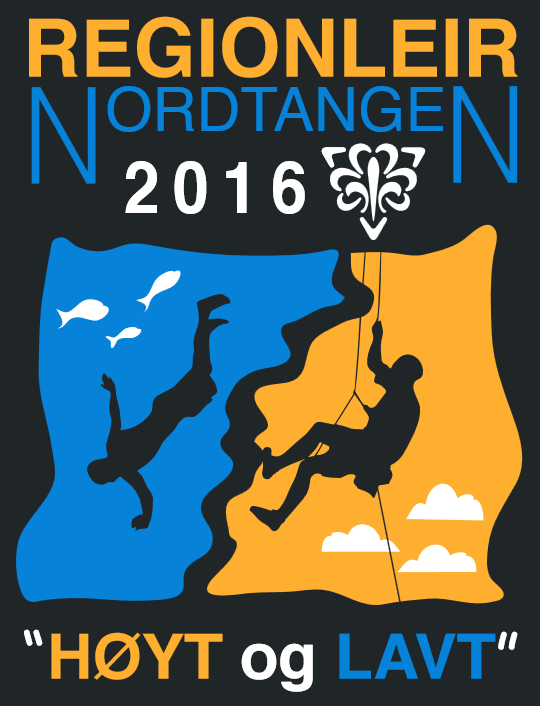 REGIONLEIR
NORDTANGEN
2016
"HØYT og LAVT"